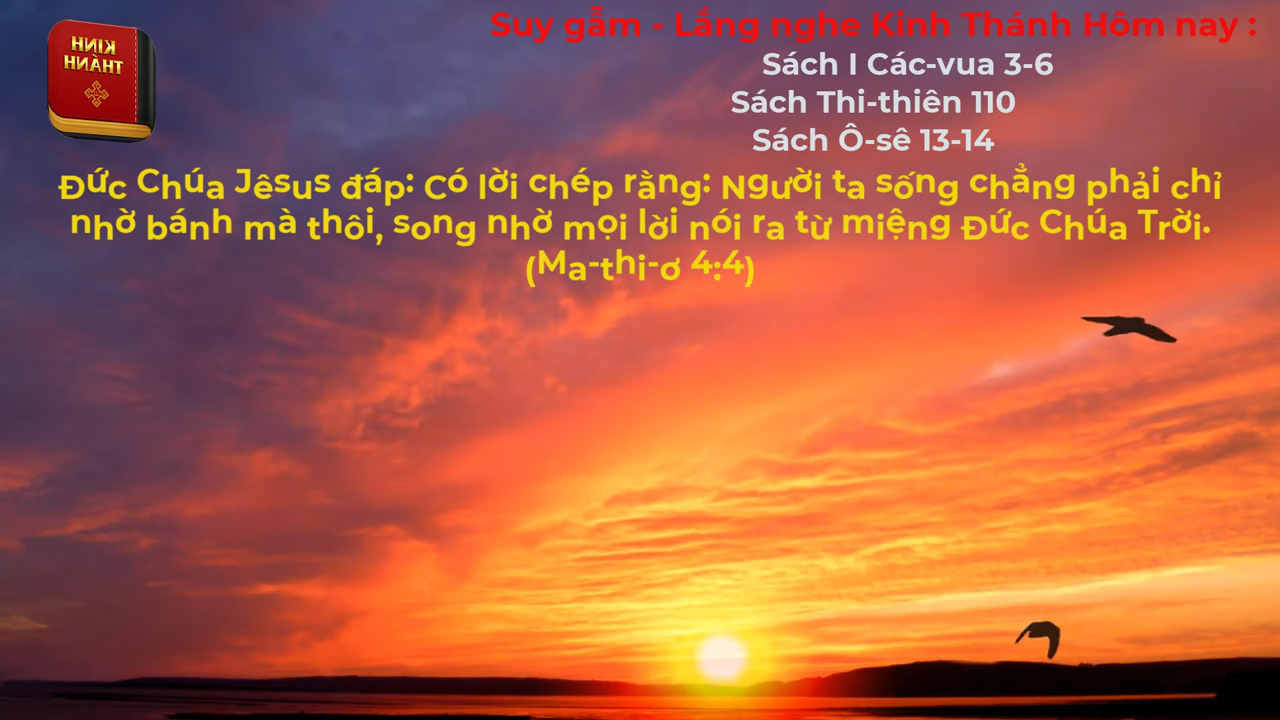 KINH
THÁNH
Suy gẫm - Lắng nghe Kinh Thánh Hôm nay :
Sách I Các-vua 3-6
Sách Thi-thiên 110
Sách Ô-sê 13-14
Đức Chúa Jêsus đáp: Có lời chép rằng: Người ta sống chẳng phải chỉ
nhờ bánh mà thôi, song nhờ mọi lời nói ra từ miệng Đức Chúa Trời.
(Ma-thi-ơ 4:4)